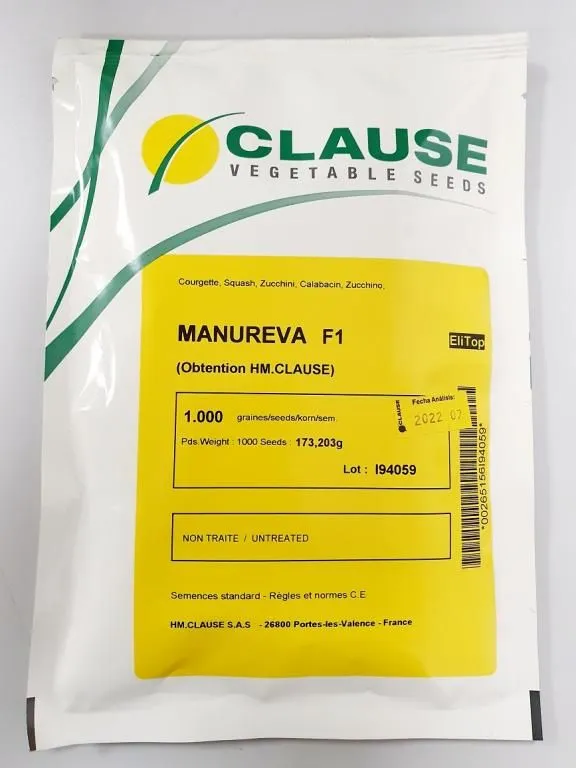 CLAUSE
VEGETABLE SEEDS
Courgette, Squash, Zucchini, Calabacin, Zucchino,
MANUREVA F1
EliTop
(Obtention HM.CLAUSE)
1.000 graines/seeds/korn/sem.
CLAUSE
Fecha Análisis:
2022 07
Pds.Weight : 1000 Seeds : 173,203g
Lot : I94059
*00265156I94059*
NON TRAITE / UNTREATED
Semences standard - Règles et normes C.E
HM.CLAUSE S.A.S - 26800 Portes-les-Valence - France